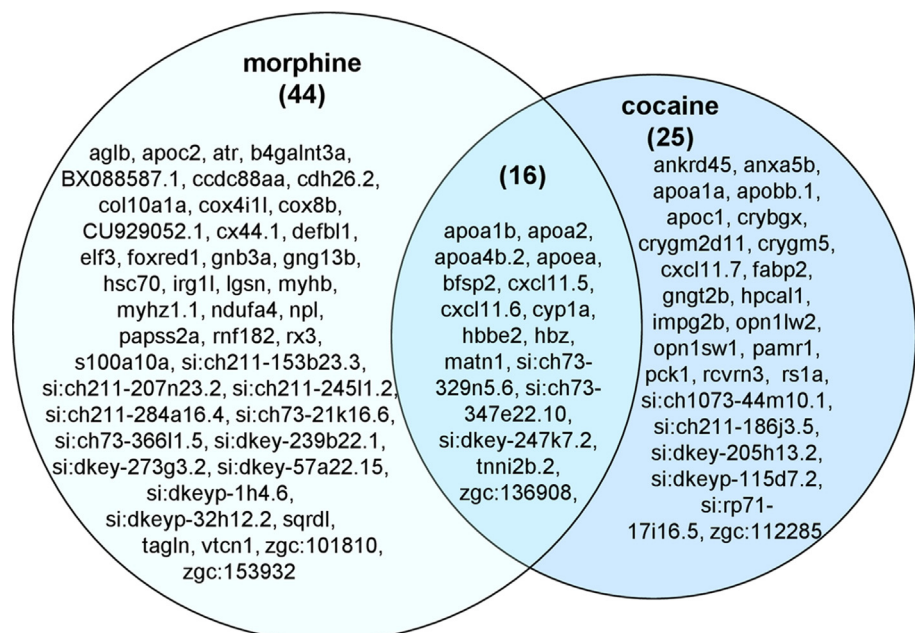 morphine
(44)
aglb, apoc2, atr, b4galnt3a,
BX088587.1, ccdc88aa, cdh26.2,
col10a1a, cox4i1l, cox8b,
CU929052.1, cx44.1, defbl1,
elf3, foxred1, gnb3a, gng13b,
hsc70, irg1l, lgsn, myhb,
myhz1.1, ndufa4, npl,
papss2a, rnf182, rx3,
s100a10a, si:ch211-153b23.3,
si:ch211-207n23.2, si:ch211-245l1.2,
si:ch211-284a16.4, si:ch73-21k16.6,
si:ch73-366l1.5, si:dkey-239b22.1,
si:dkey-273g3.2, si:dkey-57a22.15,
si:dkeyp-1h4.6,
si:dkeyp-32h12.2, sqrdl,
tagln, vtcn1, zgc:101810,
zgc:153932
(16)
apoa1b, apoa2,
apoa4b.2, apoea,
bfsp2, cxcl11.5,
cxcl11.6, cyp1a,
hbbe2, hbz,
matn1, si:ch73-
329n5.6, si:ch73-
347e22.10,
si:dkey-247k7.2,
tnni2b.2,
zgc:136908,
cocaine
(25)
ankrd45, anxa5b,
apoa1a, apobb.1,
apoc1, crybgx,
crygm2d11, crygm5,
cxcl11.7, fabp2,
gngt2b, hpcal1,
impg2b, opn1lw2,
opn1sw1, pamr1,
pck1, rcvrn3, rs1a,
si:ch1073-44m10.1,
si:ch211-186j3.5,
si:dkey-205h13.2,
si:dkeyp-115d7.2,
si:rp71-
17i16.5, zgc:112285